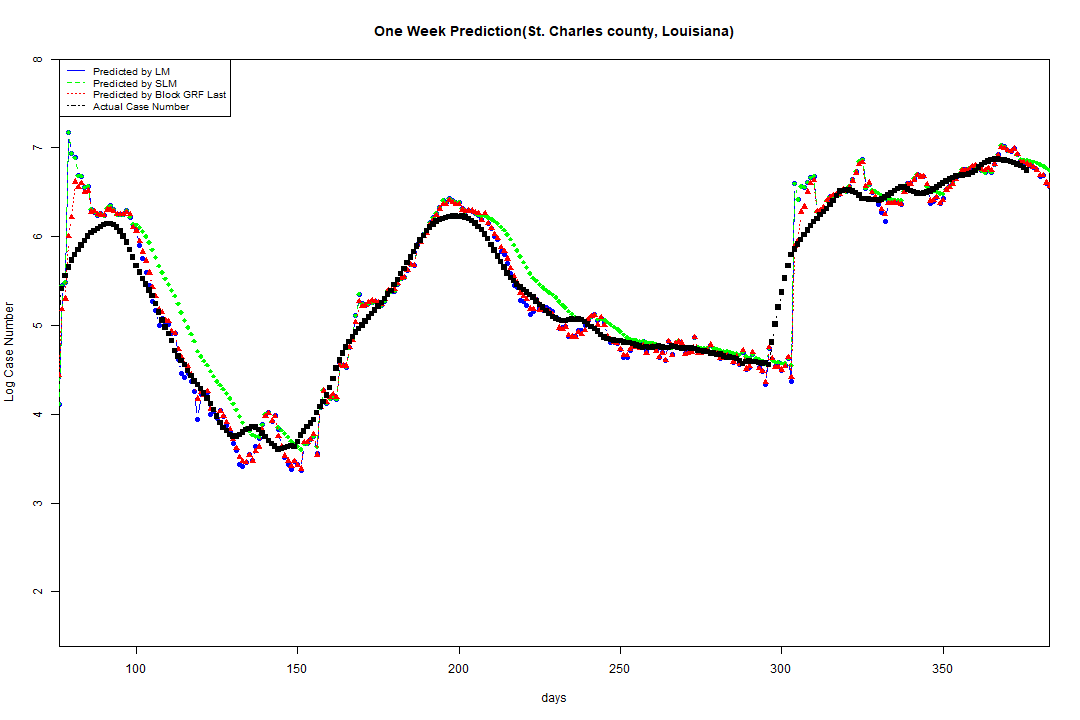 One Week Prediction(St. Charles county, Louisiana)
Predicted by LM
Predicted by SLM
Predicted by Block GRF Last
Actual Case Number
8
7
6
5
4
3
2
Log Case Number
100 150 200 250 300 350
days